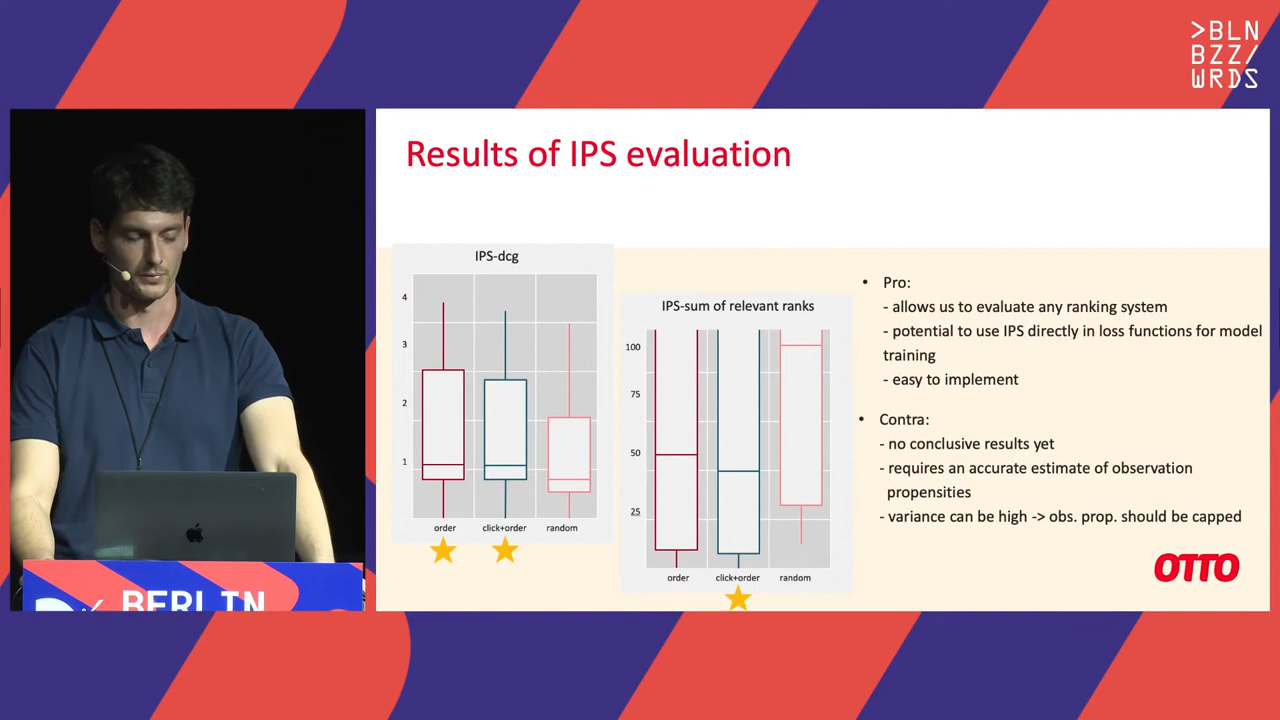 >BLN
BZZ/
WRDS
Results of IPS evaluation
IPS-dcg
4
3
2
1
order
click+order
random
IPS-sum of relevant ranks
100
75
50
25
order
click+order
random
• Pro:
- allows us to evaluate any ranking system
- potential to use IPS directly in loss functions for model
training
- easy to implement
• Contra:
- no conclusive results yet
- requires an accurate estimate of observation
propensities
- variance can be high -> obs. prop. should be capped
OTTO
BERLIN